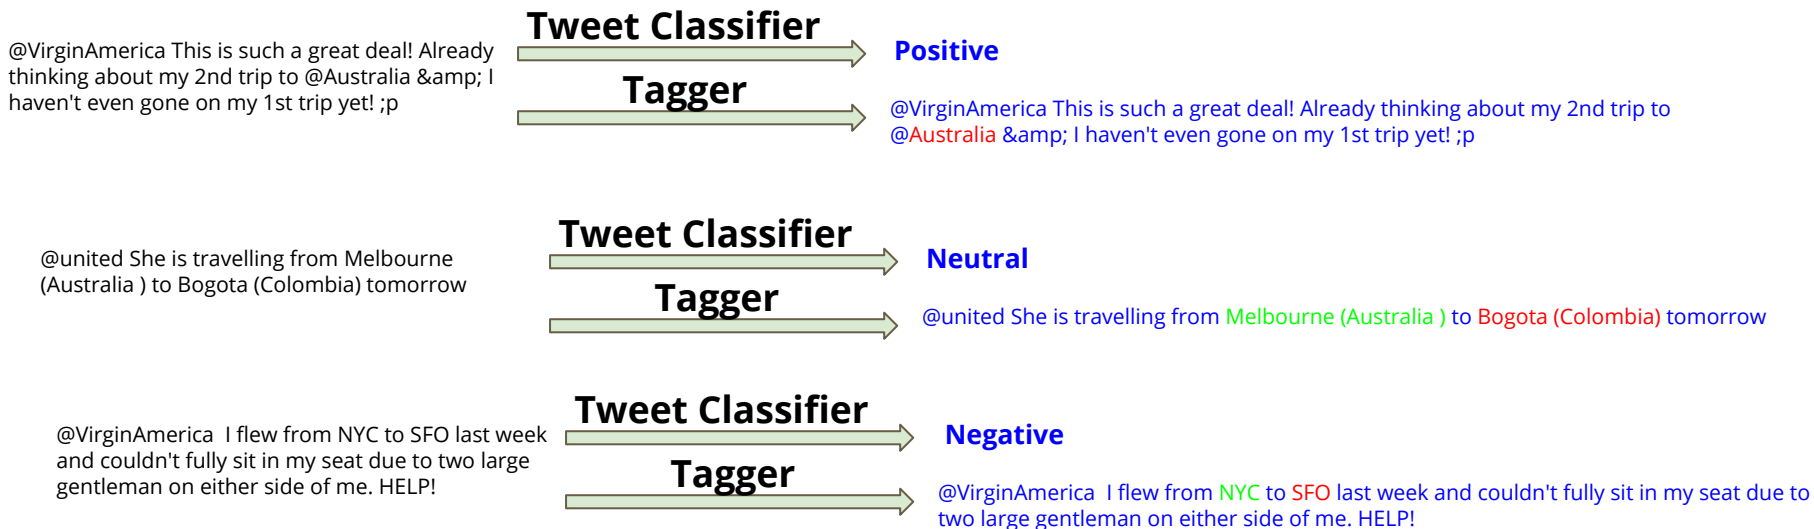 Tweet Classifier
@VirginAmerica This is such a great deal! Already
thinking about my 2nd trip to @Australia &amp; I
haven't even gone on my 1st trip yet! ;p
Positive
Tagger
@VirginAmerica This is such a great deal! Already thinking about my 2nd trip to
@Australia &amp; I haven't even gone on my 1st trip yet! ;p
Tweet Classifier
@united She is travelling from Melbourne
(Australia ) to Bogota (Colombia) tomorrow
Neutral
Tagger
@united She is travelling from Melbourne (Australia ) to Bogota (Colombia) tomorrow
Tweet Classifier
@VirginAmerica  I flew from NYC to SFO last week
and couldn't fully sit in my seat due to two large
gentleman on either side of me. HELP!
Negative
Tagger
@VirginAmerica  I flew from NYC to SFO last week and couldn't fully sit in my seat due to
two large gentleman on either side of me. HELP!